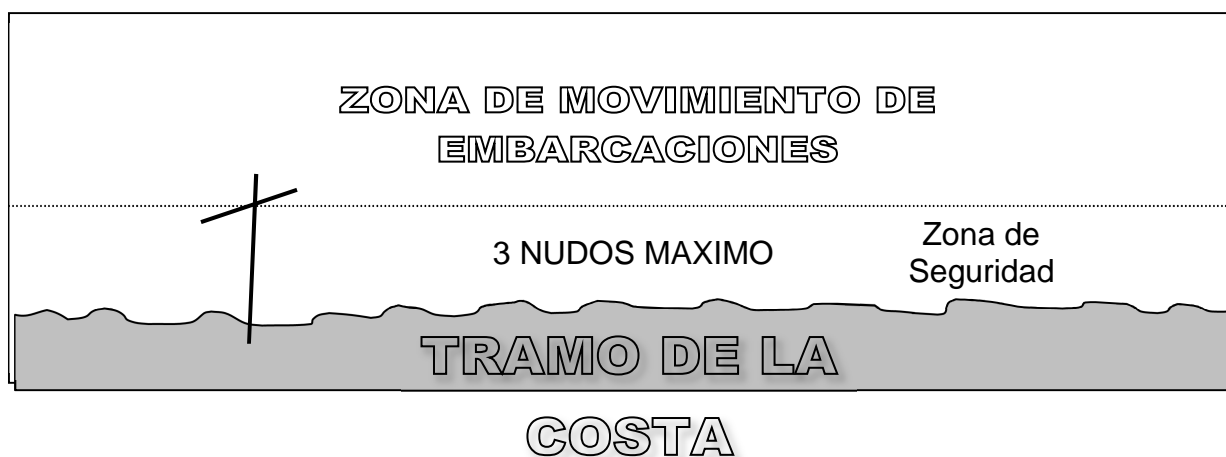 ZONA DE MOVIMIENTO DE
EMBARCACIONES
3 NUDOS MAXIMO
Zona de
Seguridad
TRAMO DE LA
COSTA